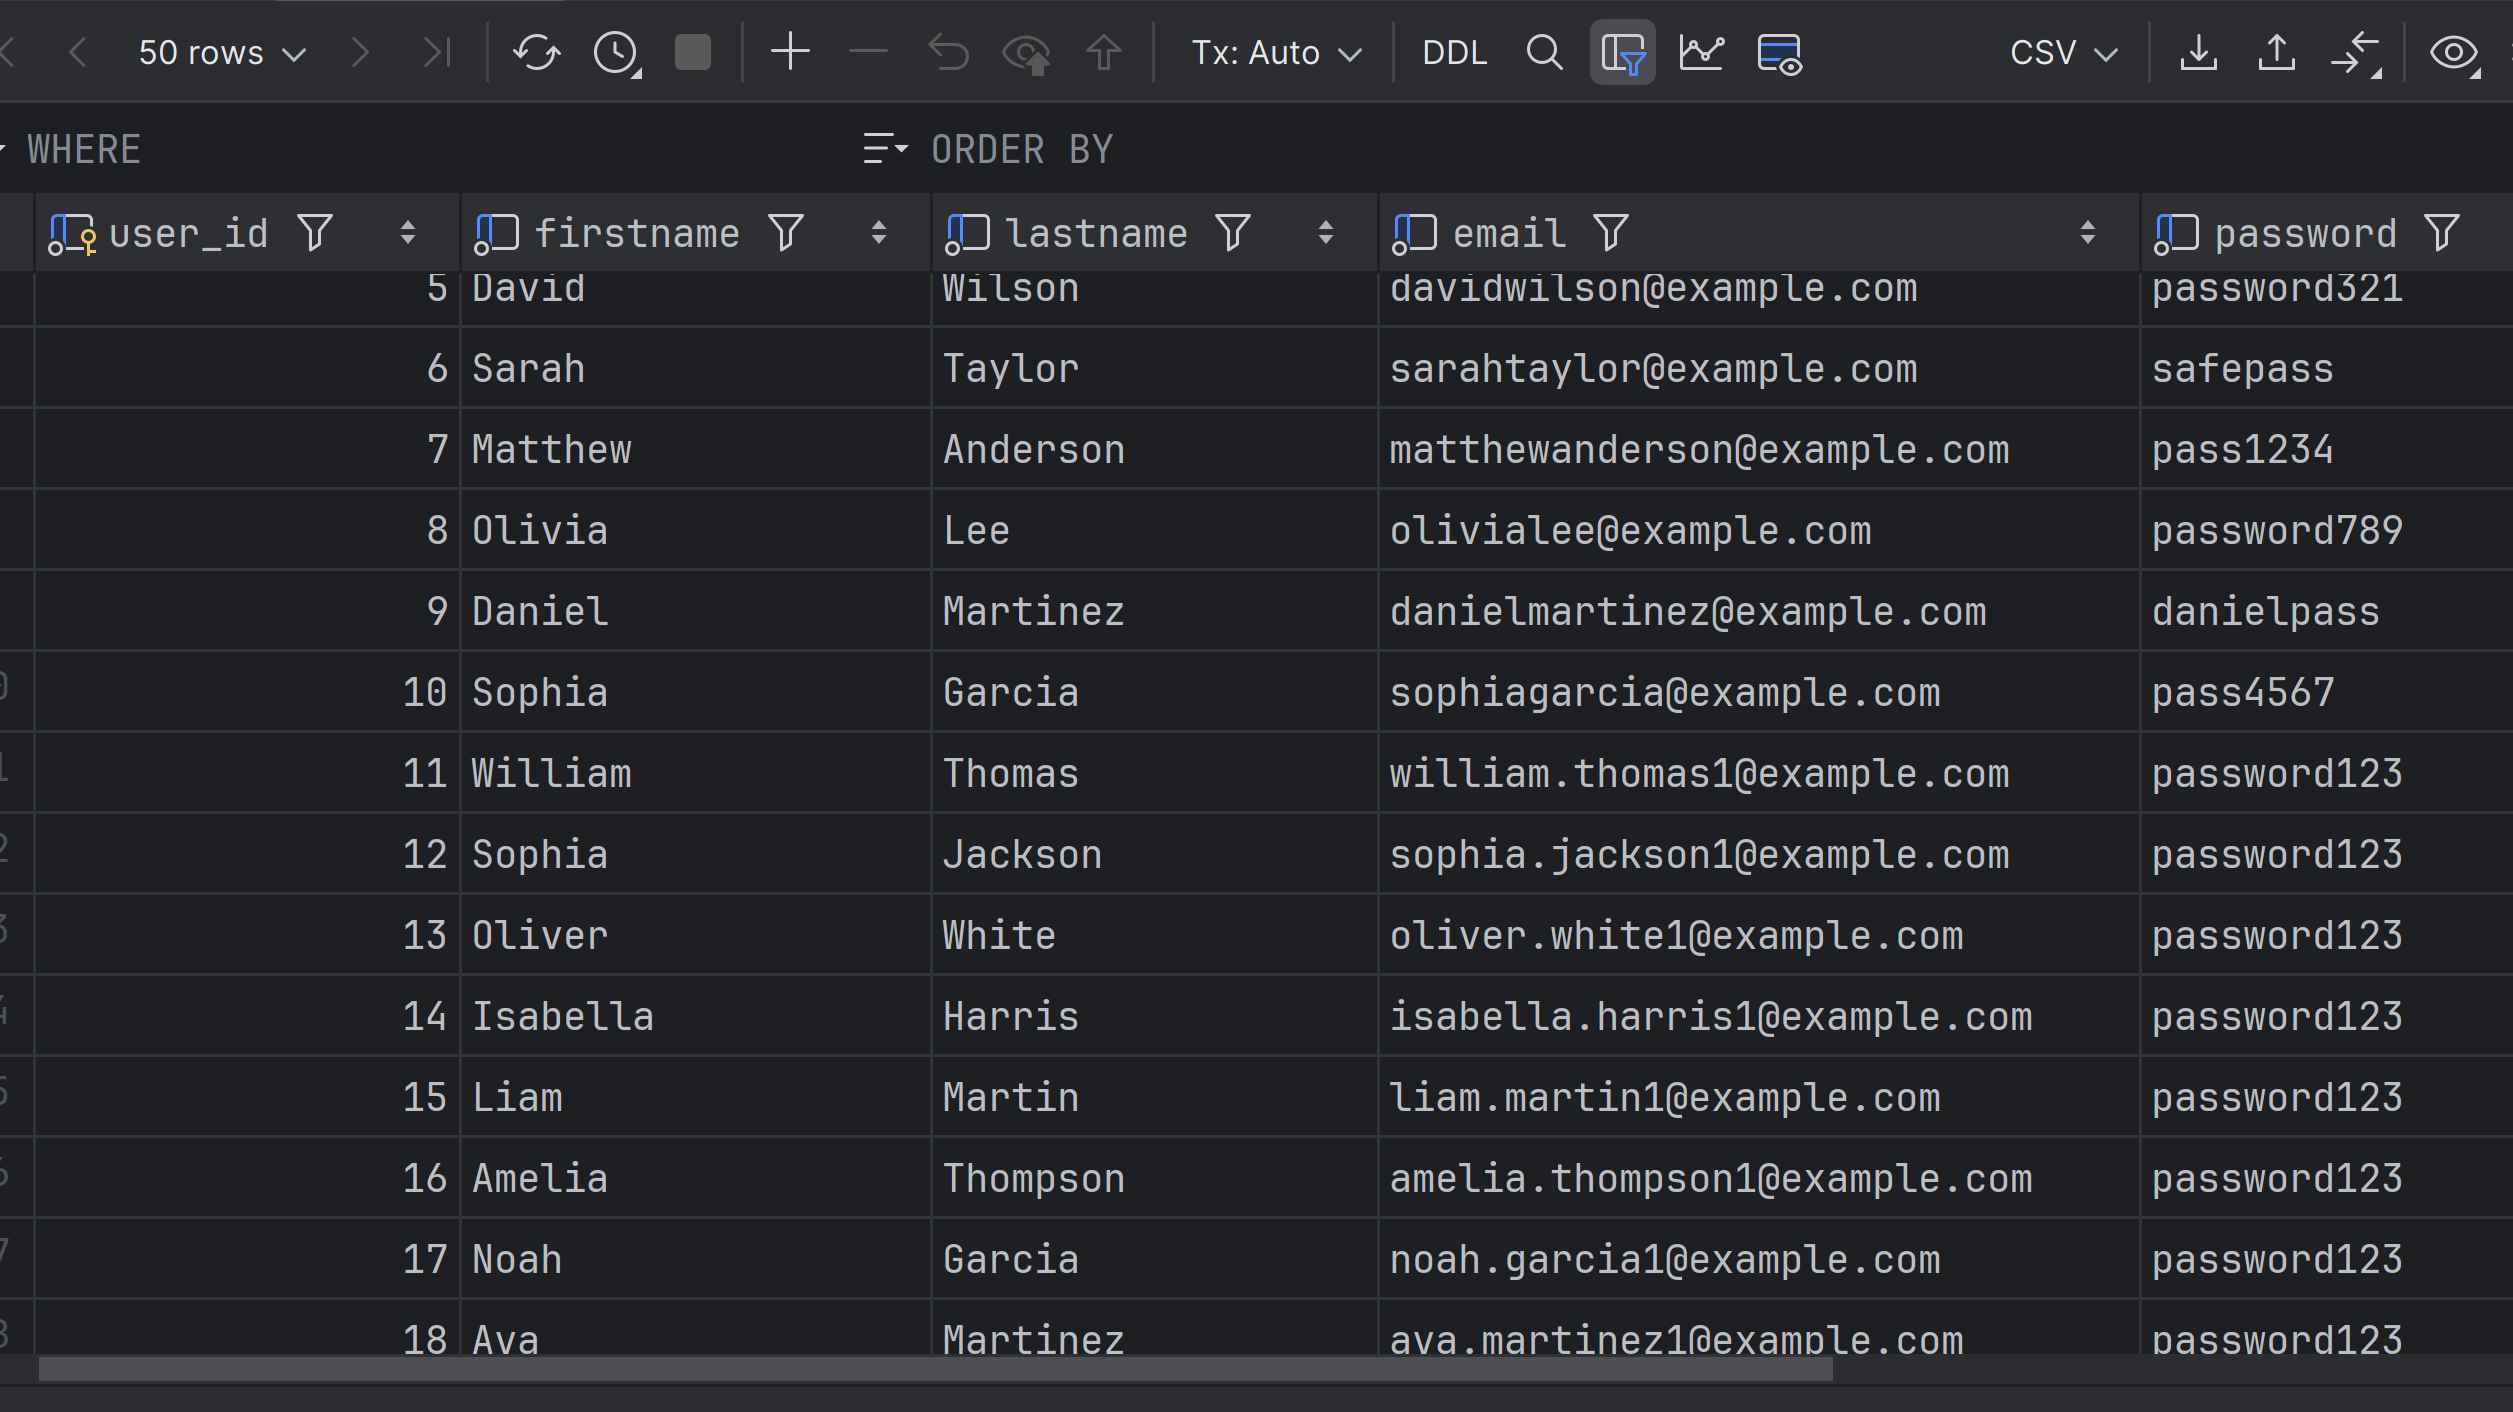 50 rows Tx: Auto DDL CSV
WHERE ORDER BY
user_id firstname lastname email password
5 David Wilson davidwilson@example.com password321
6 Sarah Taylor sarahtaylor@example.com safepass
7 Matthew Anderson matthewanderson@example.com pass1234
8 Olivia Lee olivialee@example.com password789
9 Daniel Martinez danielmartinez@example.com danielpass
10 Sophia Garcia sophiagarcia@example.com pass4567
11 William Thomas william.thomas1@example.com password123
12 Sophia Jackson sophia.jackson1@example.com password123
13 Oliver White oliver.white1@example.com password123
14 Isabella Harris isabella.harris1@example.com password123
15 Liam Martin liam.martin1@example.com password123
16 Amelia Thompson amelia.thompson1@example.com password123
17 Noah Garcia noah.garcia1@example.com password123
18 Ava Martinez ava.martinez1@example.com password123